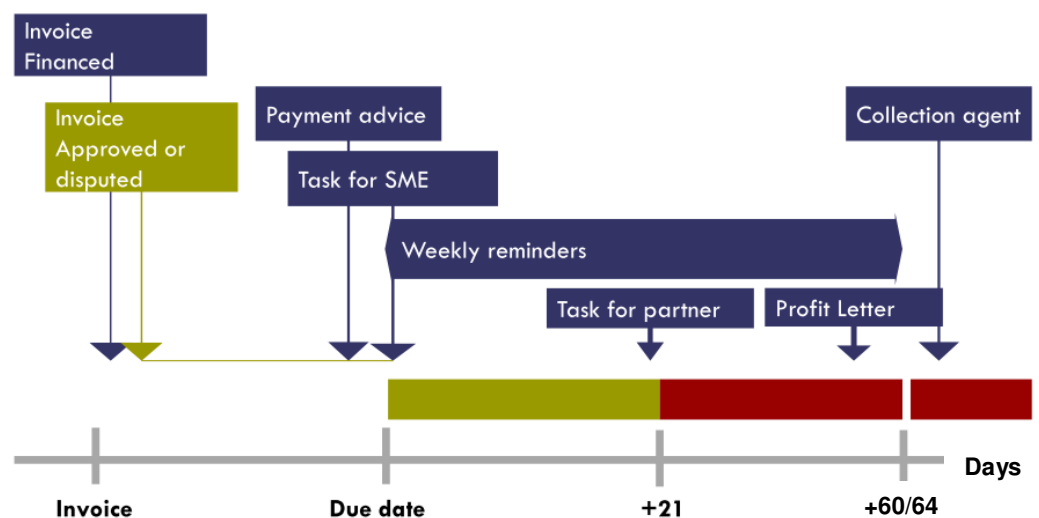 Invoice
Financed
Invoice
Approved or
disputed
Payment advice
Task for SME
Collection agent
Weekly reminders
Task for partner
Profit Letter
Days
Invoice
Due date
+21
+60/64